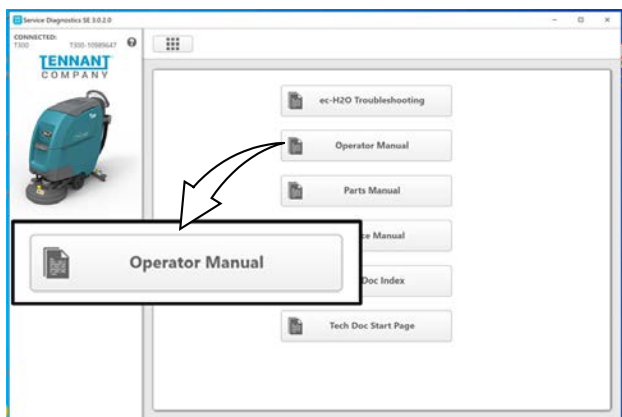 Service Diagnostics SE 3.0.2.0
CONNECTED:
T300 T300-10989647
TENNANT
COMPANY
ec-H2O Troubleshooting
Operator Manual
Parts Manual
ce Manual
Operator Manual
Doc Index
Tech Doc Start Page